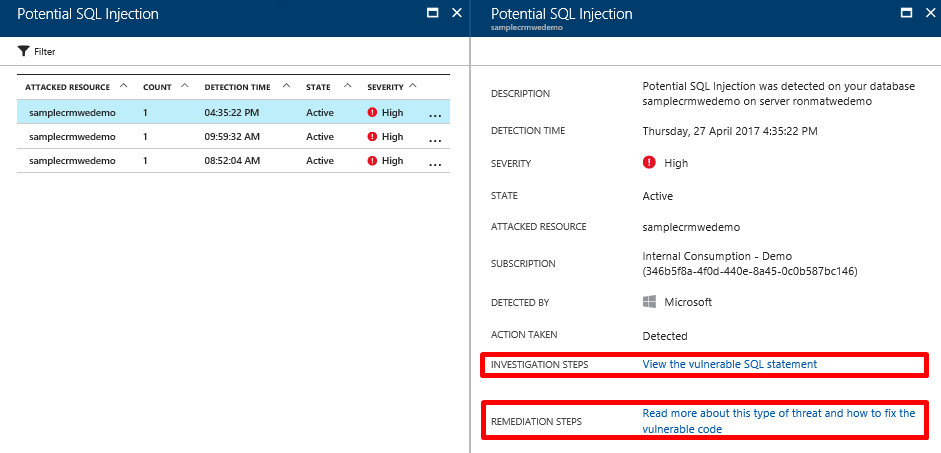 Potential SQL Injection
Filter
ATTACKED RESOURCE COUNT DETECTION TIME STATE SEVERITY
samplecrmwedemo 1 04:35:22 PM Active High ...
samplecrmwedemo 1 09:59:32 AM Active High ...
samplecrmwedemo 1 08:52:04 AM Active High ...
Potential SQL Injection
samplecrmwedemo
DESCRIPTION Potential SQL Injection was detected on your database
samplecrmwedemo on server ronmatwedemo
DETECTION TIME Thursday, 27 April 2017 4:35:22 PM
SEVERITY High
STATE Active
ATTACKED RESOURCE samplecrmwedemo
SUBSCRIPTION Internal Consumption - Demo
(346b5f8a-4f0d-440e-8a45-0c0b587bc146)
DETECTED BY Microsoft
ACTION TAKEN Detected
INVESTIGATION STEPS View the vulnerable SQL statement
REMEDIATION STEPS Read more about this type of threat and how to fix the
vulnerable code